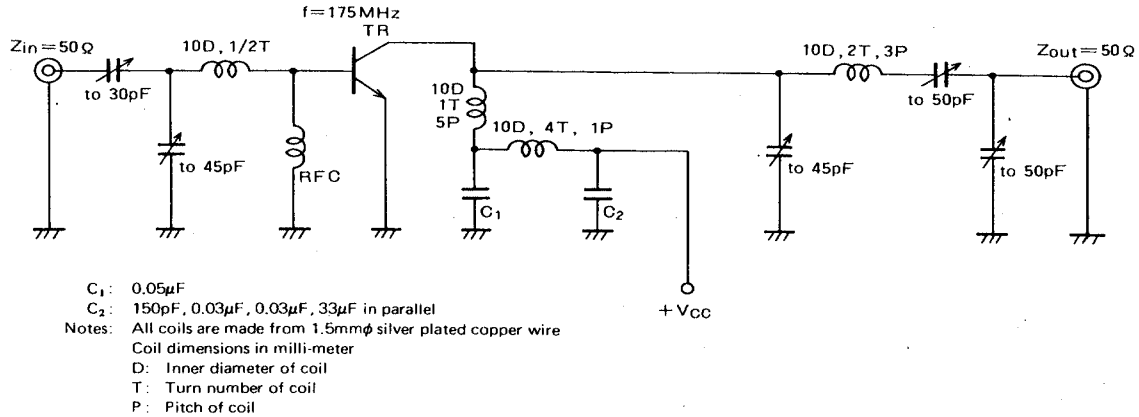 f=175MHz
TR
Zin=50Ω
10D, 1/2T
to 30pF
to 45pF
RFC
10D
1T
5P
10D, 4T, 1P
C₁
C₂
10D, 2T, 3P
Zout=50Ω
to 50pF
to 45pF
to 50pF
+VCC
C₁: 0.05μF
C₂: 150pF, 0.03μF, 0.03μF, 33μF in parallel
Notes: All coils are made from 1.5mmφ silver plated copper wire
Coil dimensions in milli-meter
D: Inner diameter of coil
T: Turn number of coil
P: Pitch of coil